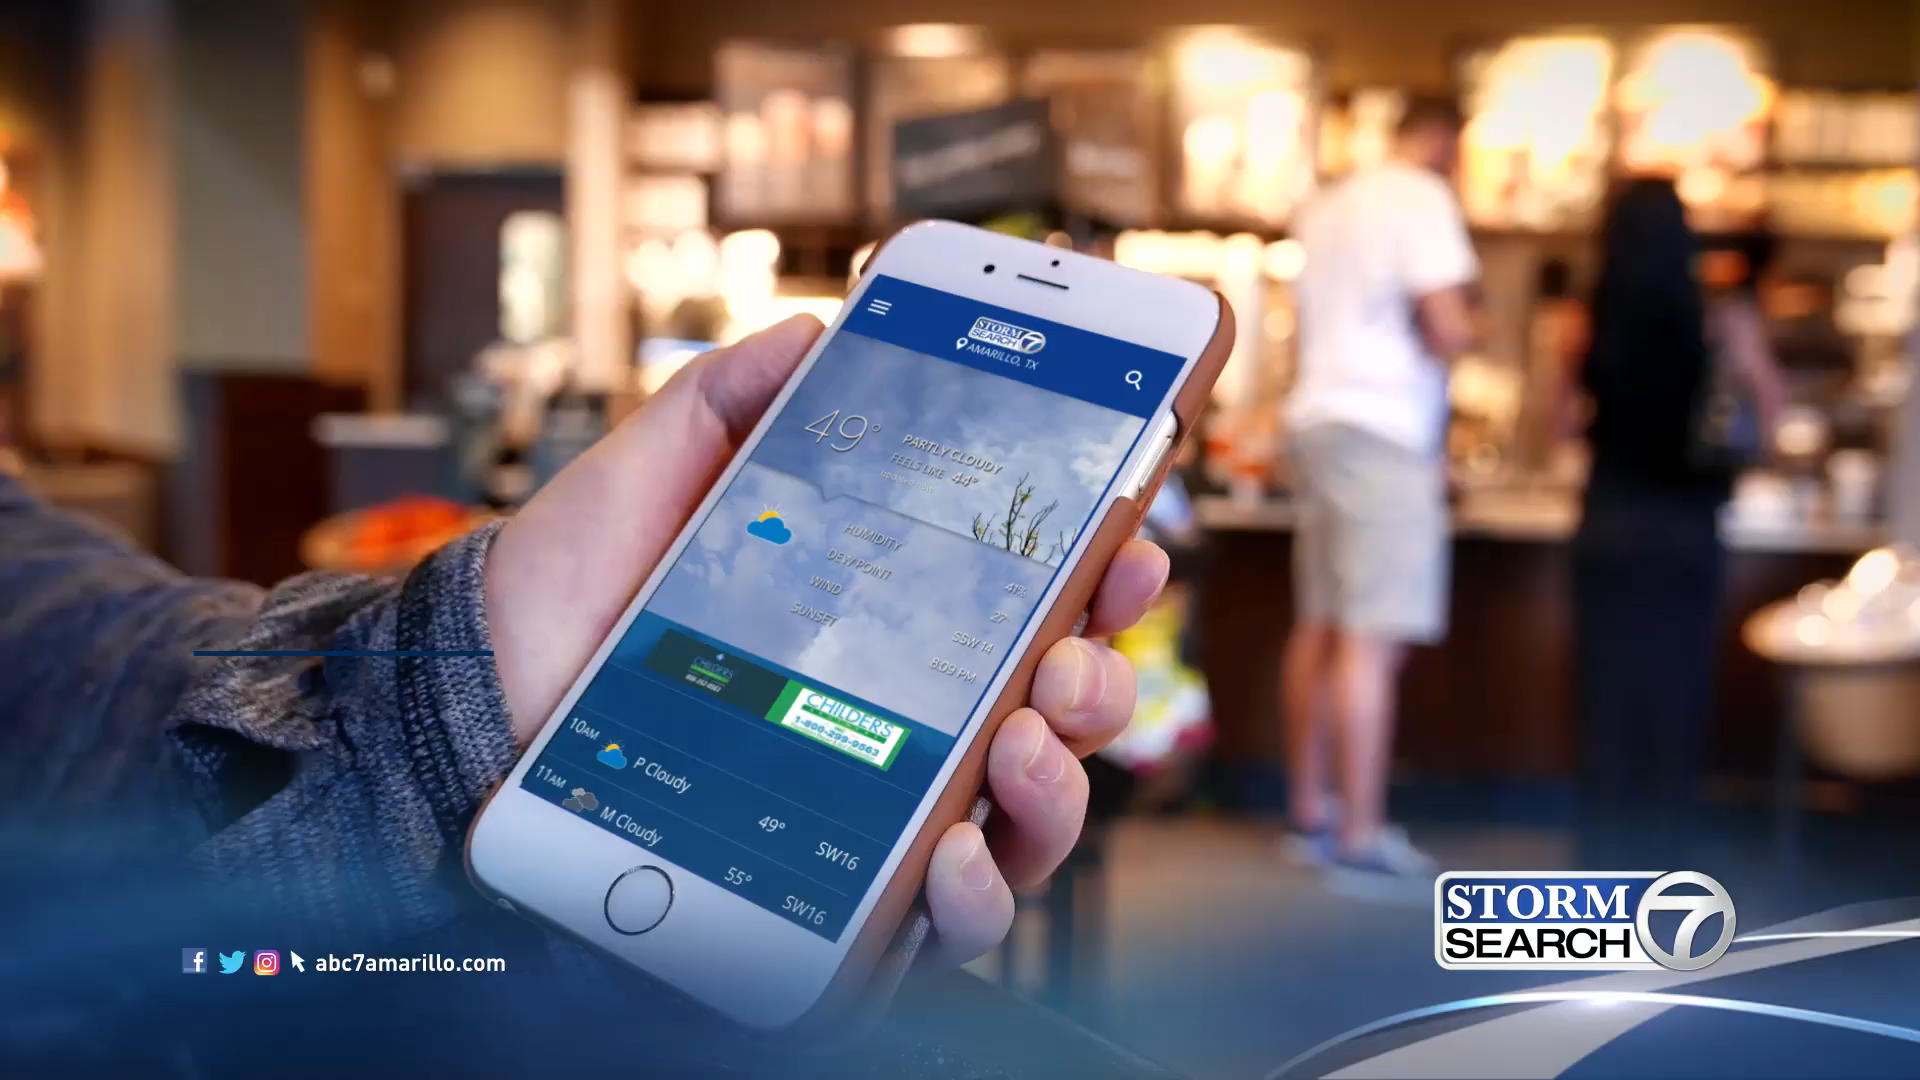 STORM
SEARCH 7
AMARILLO, TX
49°
PARTLY CLOUDY
FEELS LIKE 44°
HUMIDITY 41%
DEW POINT 27°
WIND SSW 14
SUNSET 8:09 PM
CHILDERS
CHILDERS
1-800-299-9563
10AM P Cloudy 49° SW16
11AM M Cloudy 55° SW16
abc7amarillo.com
STORM
SEARCH 7